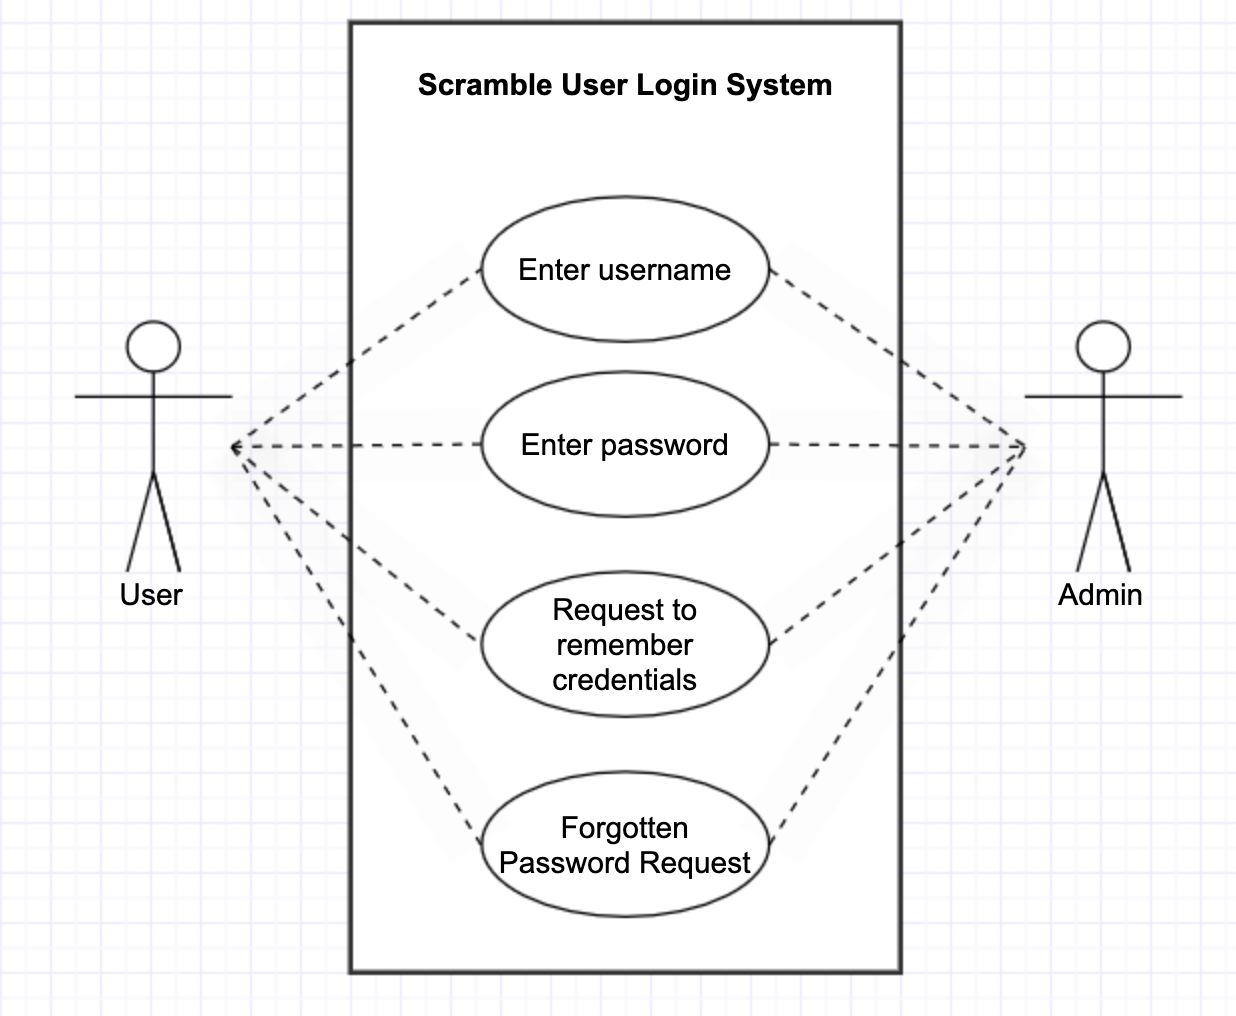 Scramble User Login System
Enter username
Enter password
Request to
remember
credentials
Forgotten
Password Request
User
Admin